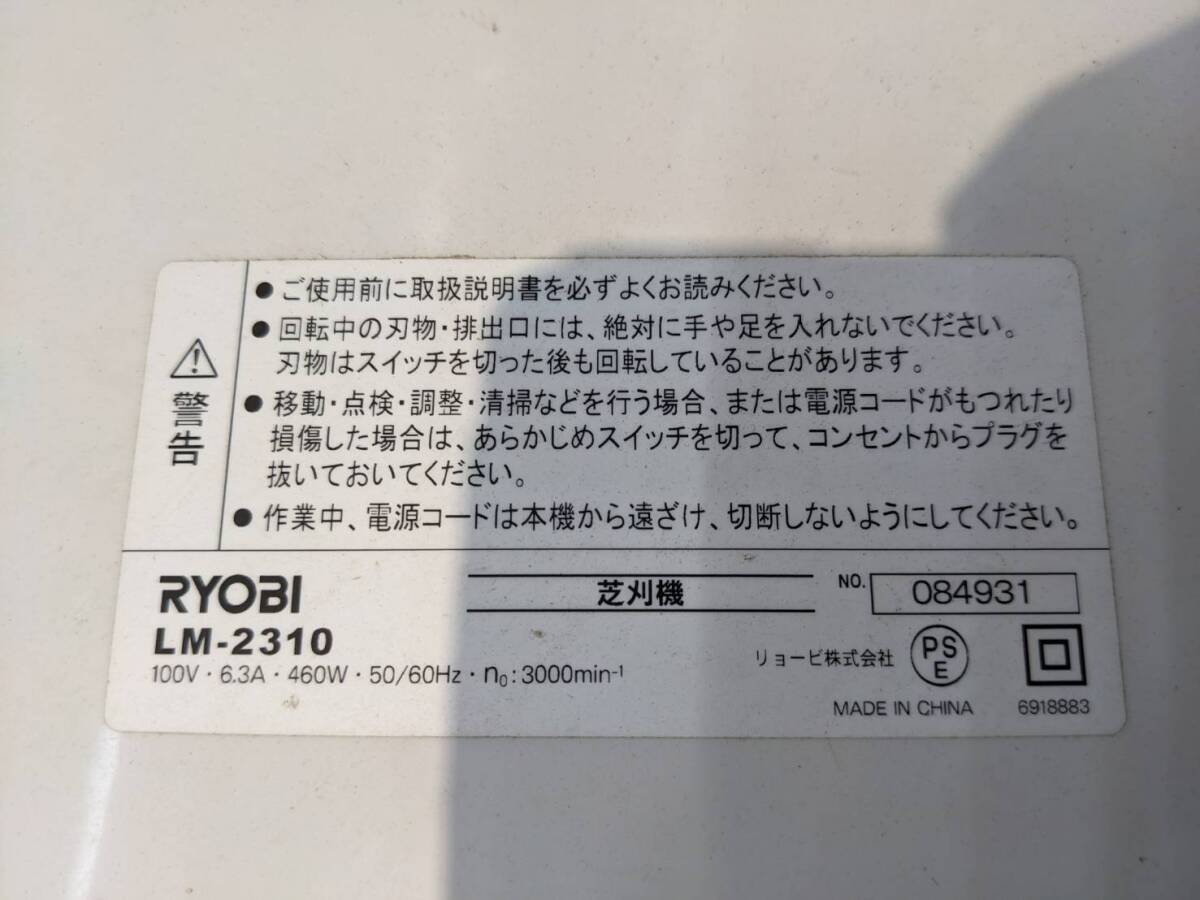 ● ご使用前に取扱説明書を必ずよくお読みください。
● 回転中の刃物・排出口には、絶対に手や足を入れないでください。
刃物はスイッチを切った後も回転していることがあります。
⚠
警告
● 移動・点検・調整・清掃などを行う場合、または電源コードがもつれたり
損傷した場合は、あらかじめスイッチを切って、コンセントからプラグを
抜いておいてください。
● 作業中、電源コードは本機から遠ざけ、切断しないようにしてください。
RYOBI
芝刈機
NO. 084931
LM-2310
100V・6.3A・460W・50/60Hz・n₀:3000min⁻¹
リョービ株式会社
PS
E
MADE IN CHINA
6918883